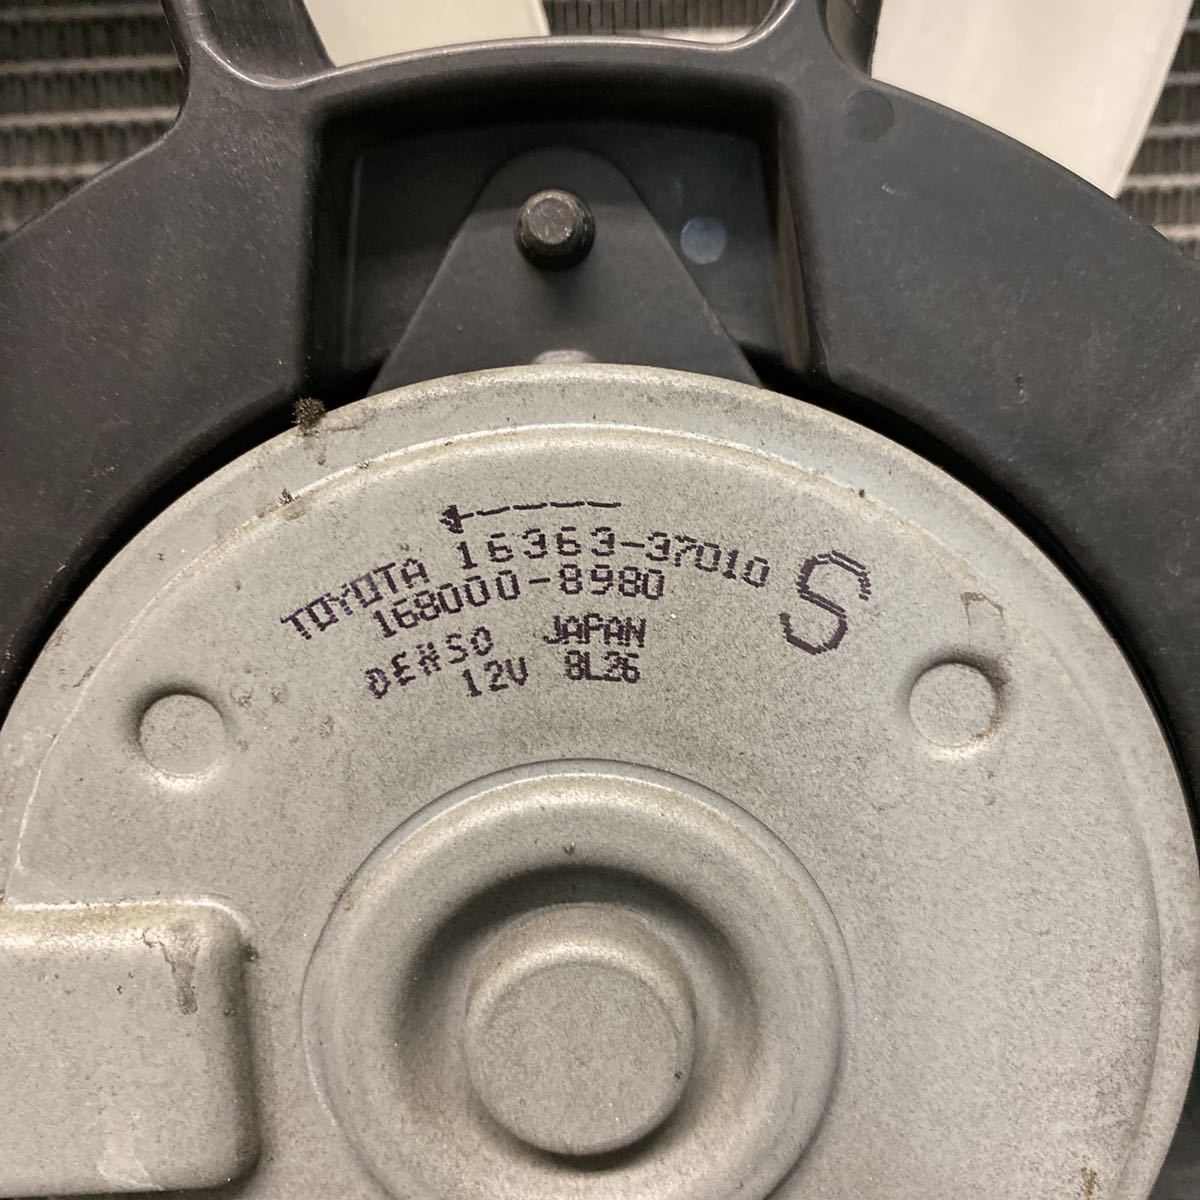 TOYOTA 16363-37010 S
168000-8980
DENSO JAPAN
12V 8L26